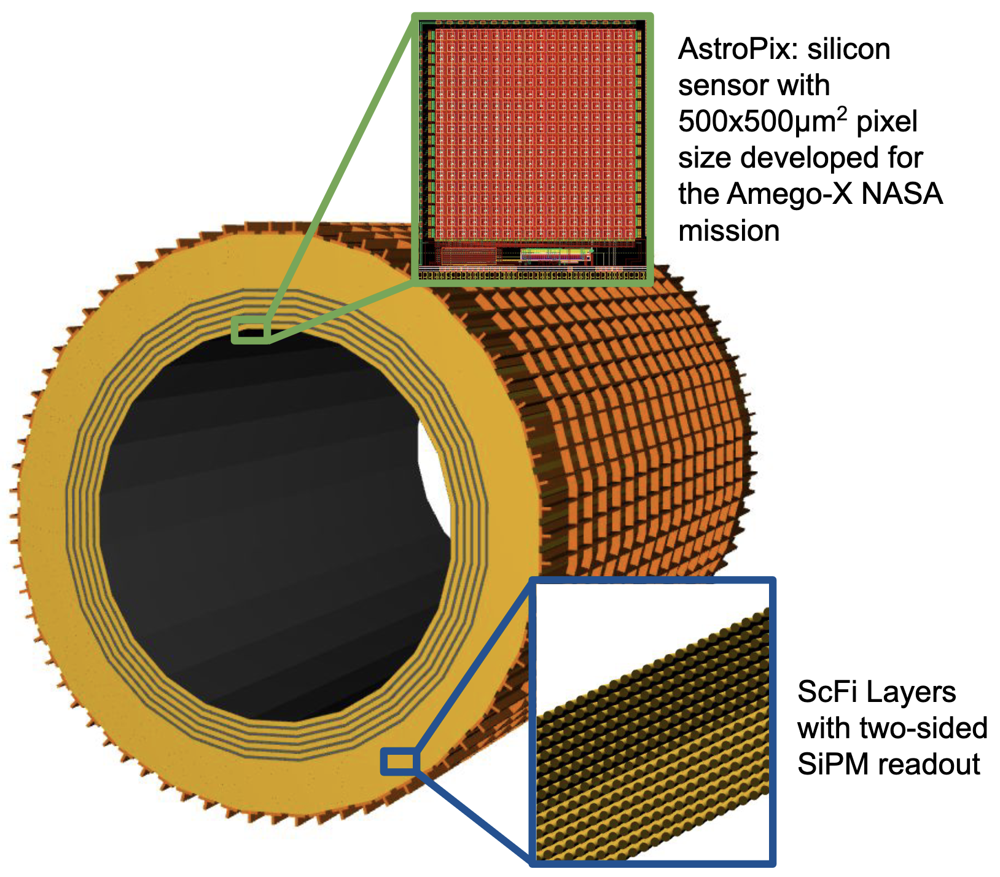 AstroPix: silicon
sensor with
500x500µm² pixel
size developed for
the Amego-X NASA
mission
ScFi Layers
with two-sided
SiPM readout